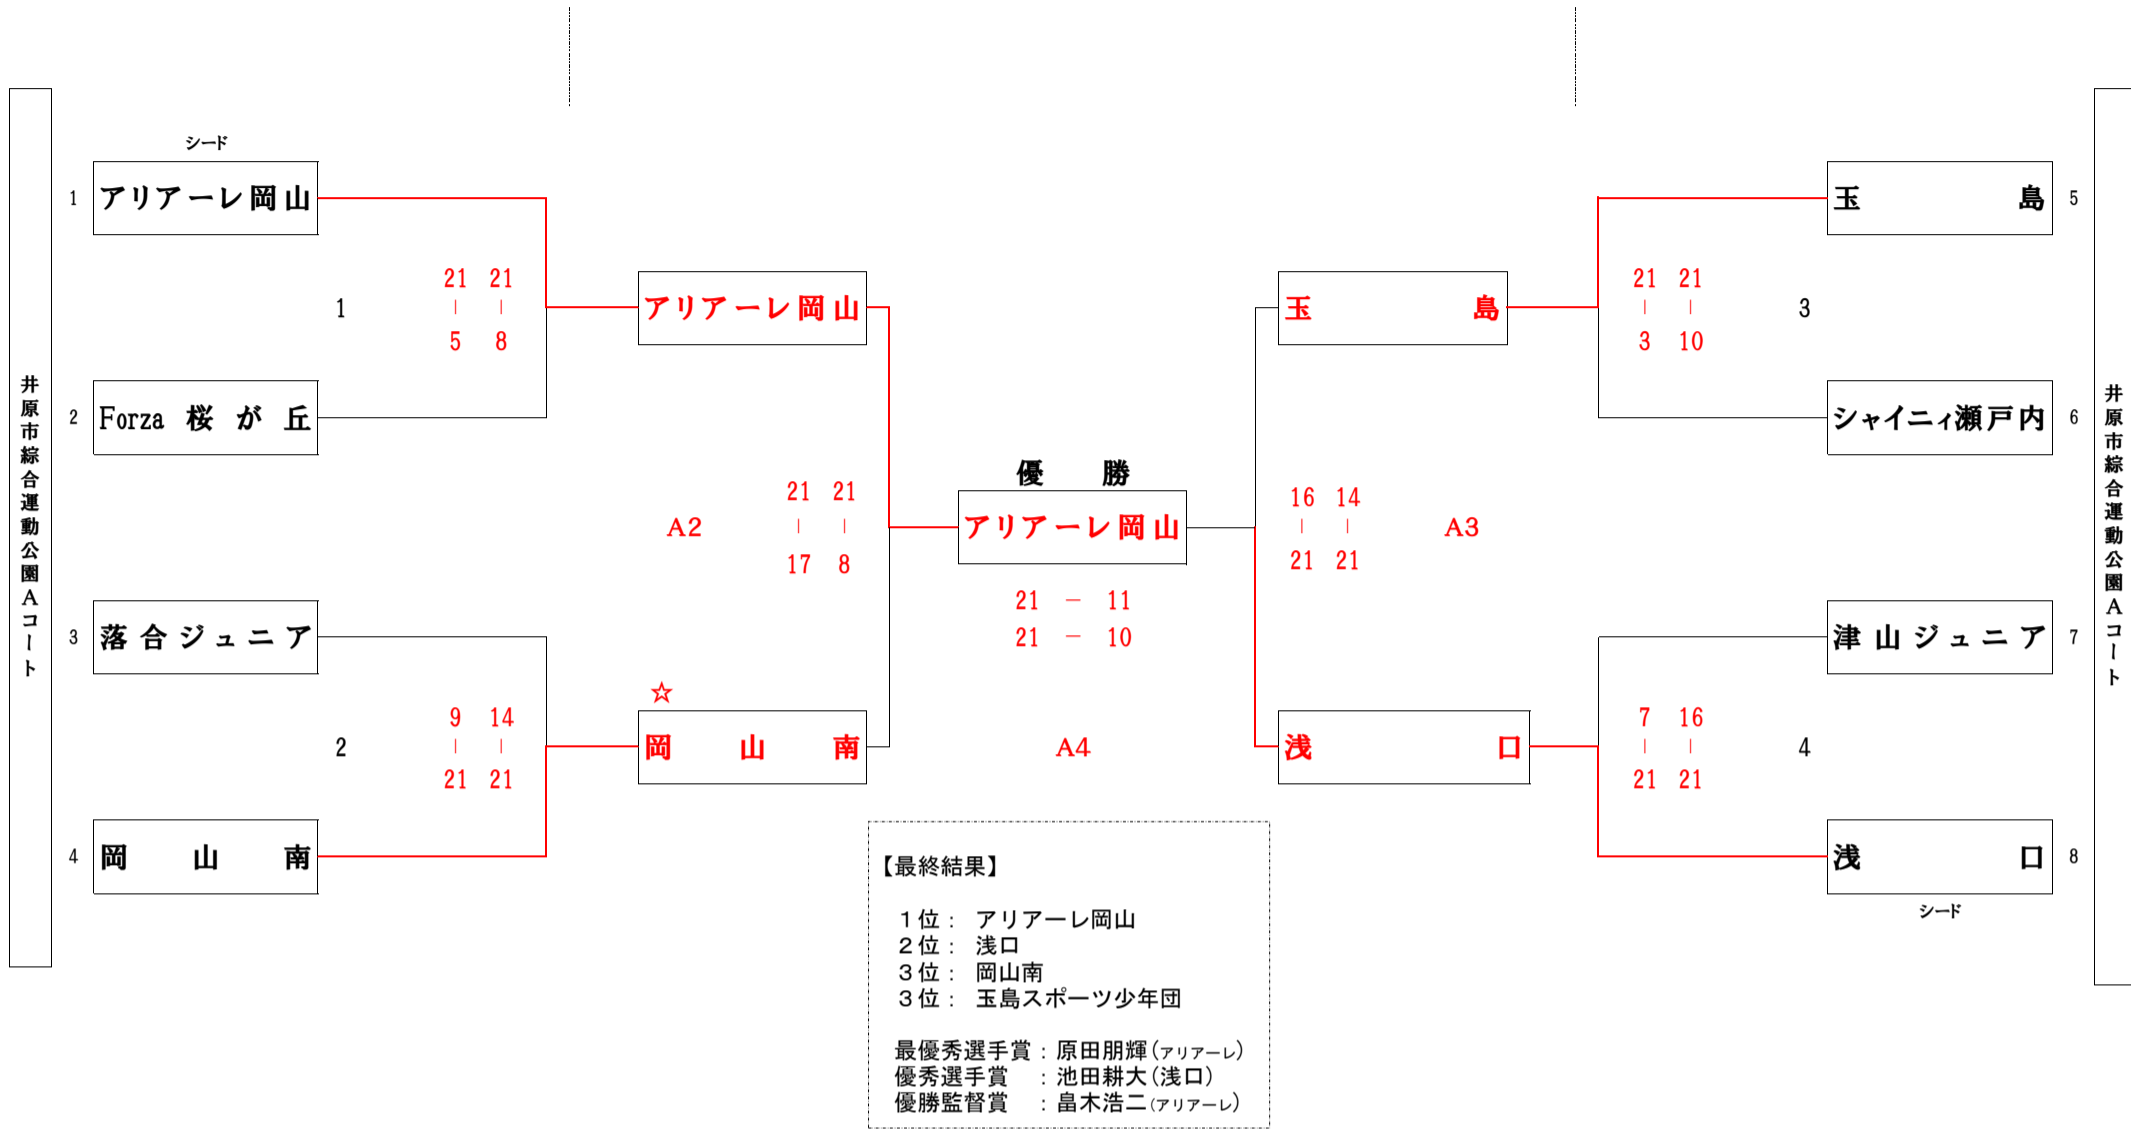 シード
1 アリアーレ岡山
21 21
1
- -
5 8
2 Forza 桜が丘
3 落合ジュニア
9 14
2
- -
21 21
4 岡山南
井原市綜合運動公園Aコート
アリアーレ岡山
21 21
A2
- -
17 8
☆
岡山南
優勝
アリアーレ岡山
21 - 11
21 - 10
A4
玉島
16 14
- -
A3
21 21
浅口
玉島 5
21 21
- -
3
3 10
シャイニィ瀬戸内 6
津山ジュニア 7
7 16
- -
4
21 21
浅口 8
シード
井原市綜合運動公園Aコート
【最終結果】
1位: アリアーレ岡山
2位: 浅口
3位: 岡山南
3位: 玉島スポーツ少年団
最優秀選手賞:原田朋輝(アリアーレ)
優秀選手賞 :池田耕大(浅口)
優勝監督賞 :畠木浩二(アリアーレ)